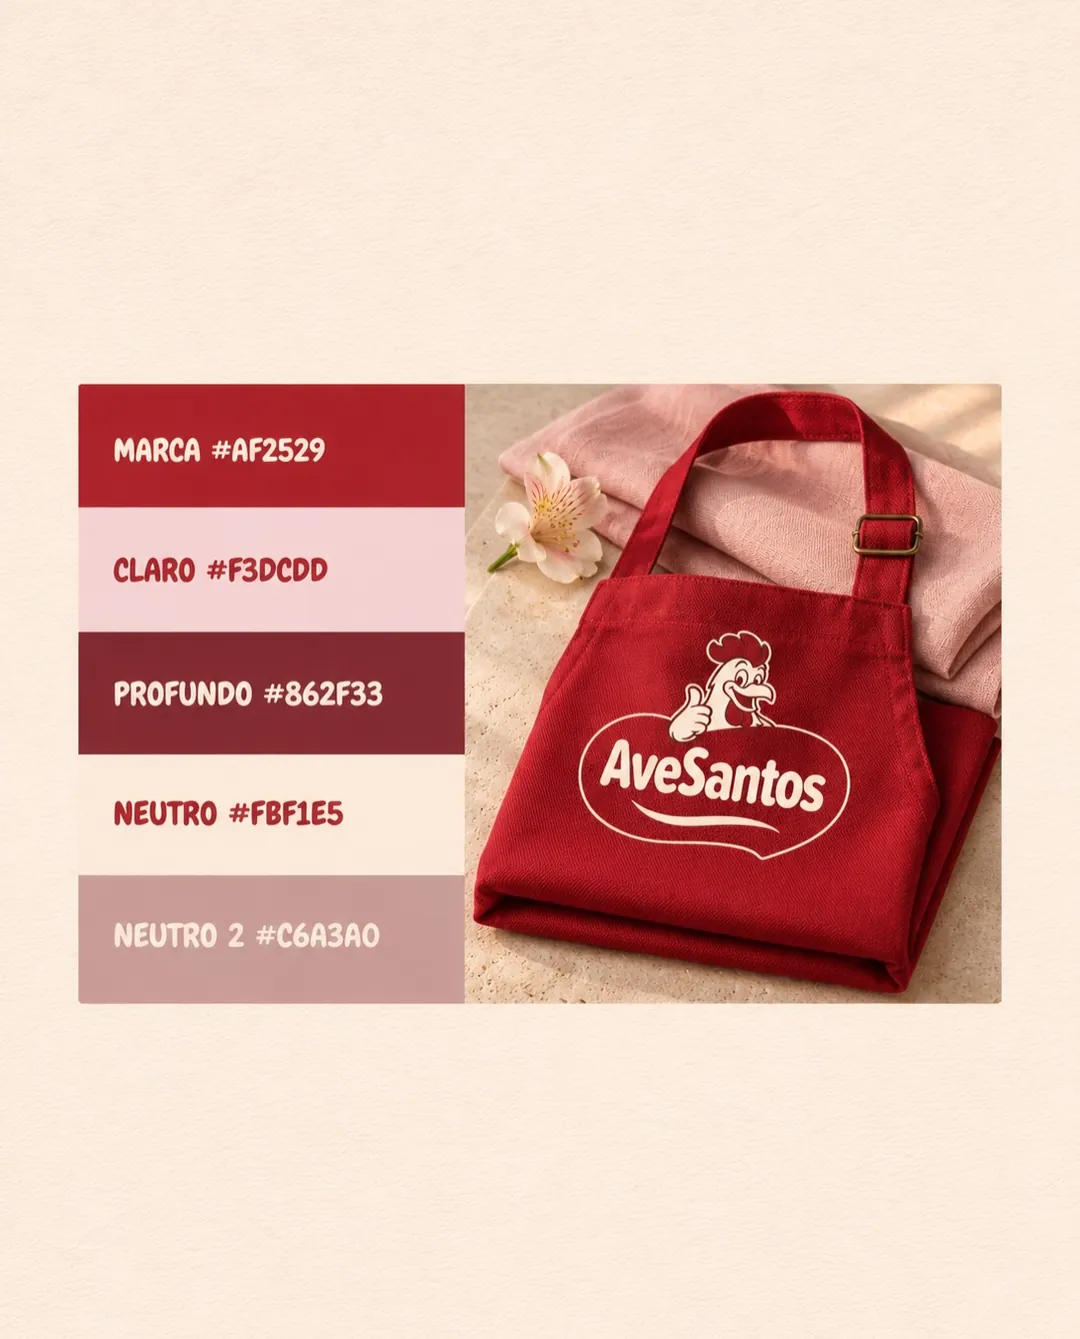 MARCA #AF2529
CLARO #F3DCDD
PROFUNDO #862F33
NEUTRO #FBF1E5
NEUTRO 2 #C6A3A0
AveSantos